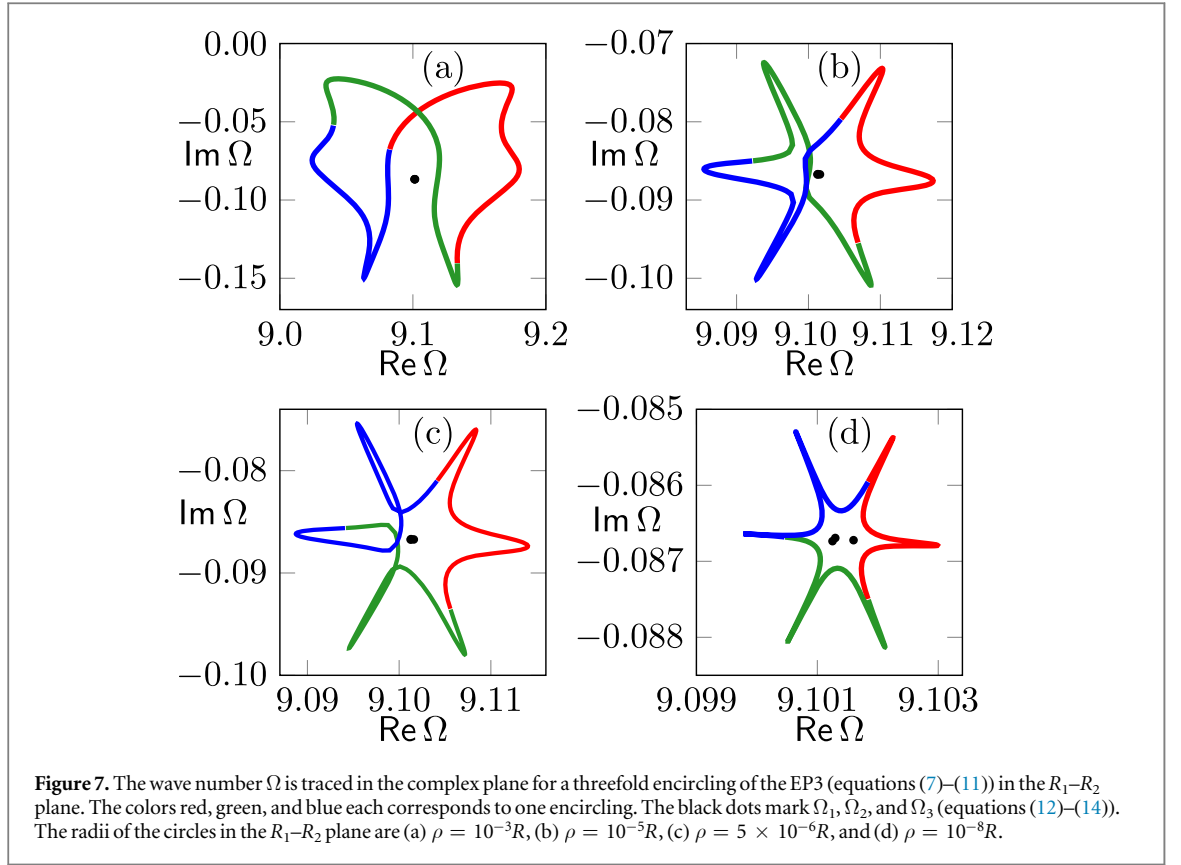 0.00
−0.05
Im Ω
−0.10
−0.15
9.0
9.1
9.2
Re Ω
(a)
−0.07
−0.08
Im Ω
−0.09
−0.10
9.09
9.10
9.11
9.12
Re Ω
(b)
−0.08
Im Ω
−0.09
−0.10
9.09
9.10
9.11
Re Ω
(c)
−0.085
−0.086
Im Ω
−0.087
−0.088
9.099
9.101
9.103
Re Ω
(d)
Figure 7. The wave number Ω is traced in the complex plane for a threefold encircling of the EP3 (equations (7)–(11)) in the R₁–R₂
plane. The colors red, green, and blue each corresponds to one encircling. The black dots mark Ω₁, Ω₂, and Ω₃ (equations (12)–(14)).
The radii of the circles in the R₁–R₂ plane are (a) ρ = 10⁻³R, (b) ρ = 10⁻⁵R, (c) ρ = 5 × 10⁻⁶R, and (d) ρ = 10⁻⁸R.